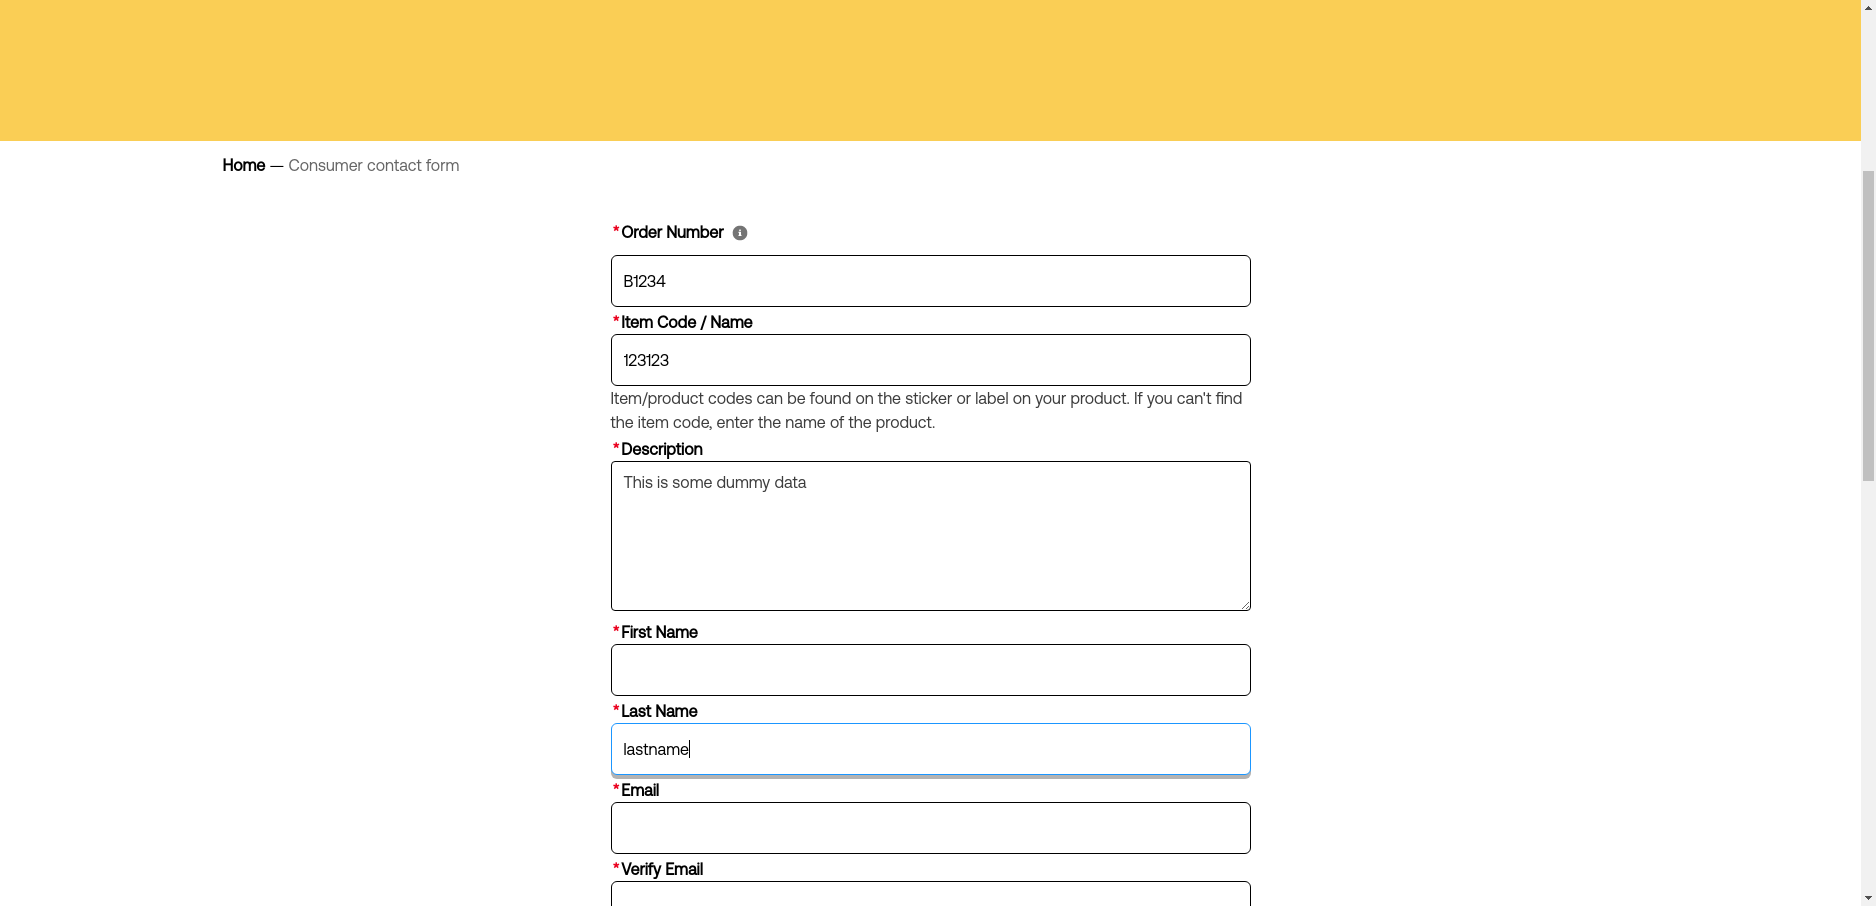 Home — Consumer contact form
*Order Number
B1234
*Item Code / Name
123123
Item/product codes can be found on the sticker or label on your product. If you can't find
the item code, enter the name of the product.
*Description
This is some dummy data
*First Name
*Last Name
lastname
*Email
*Verify Email